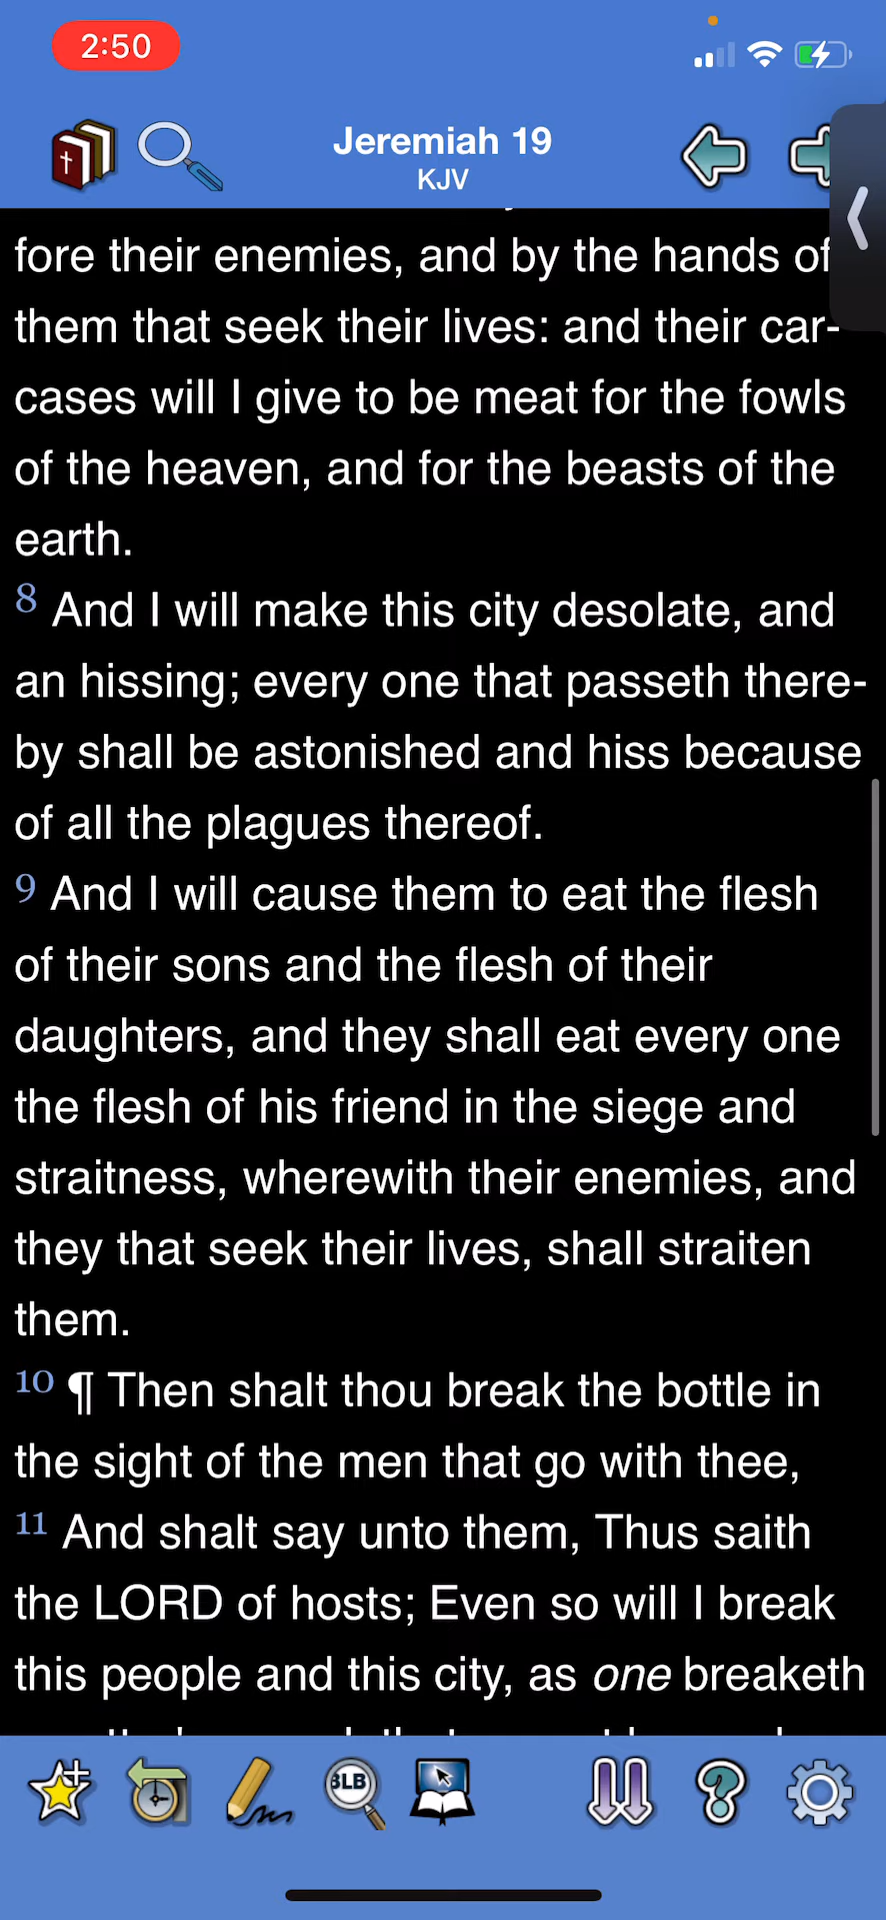 2:50
Jeremiah 19
KJV
fore their enemies, and by the hands of
them that seek their lives: and their car-
cases will I give to be meat for the fowls
of the heaven, and for the beasts of the
earth.
8 And I will make this city desolate, and
an hissing; every one that passeth there-
by shall be astonished and hiss because
of all the plagues thereof.
9 And I will cause them to eat the flesh
of their sons and the flesh of their
daughters, and they shall eat every one
the flesh of his friend in the siege and
straitness, wherewith their enemies, and
they that seek their lives, shall straiten
them.
10 ¶ Then shalt thou break the bottle in
the sight of the men that go with thee,
11 And shalt say unto them, Thus saith
the LORD of hosts; Even so will I break
this people and this city, as one breaketh
BLB